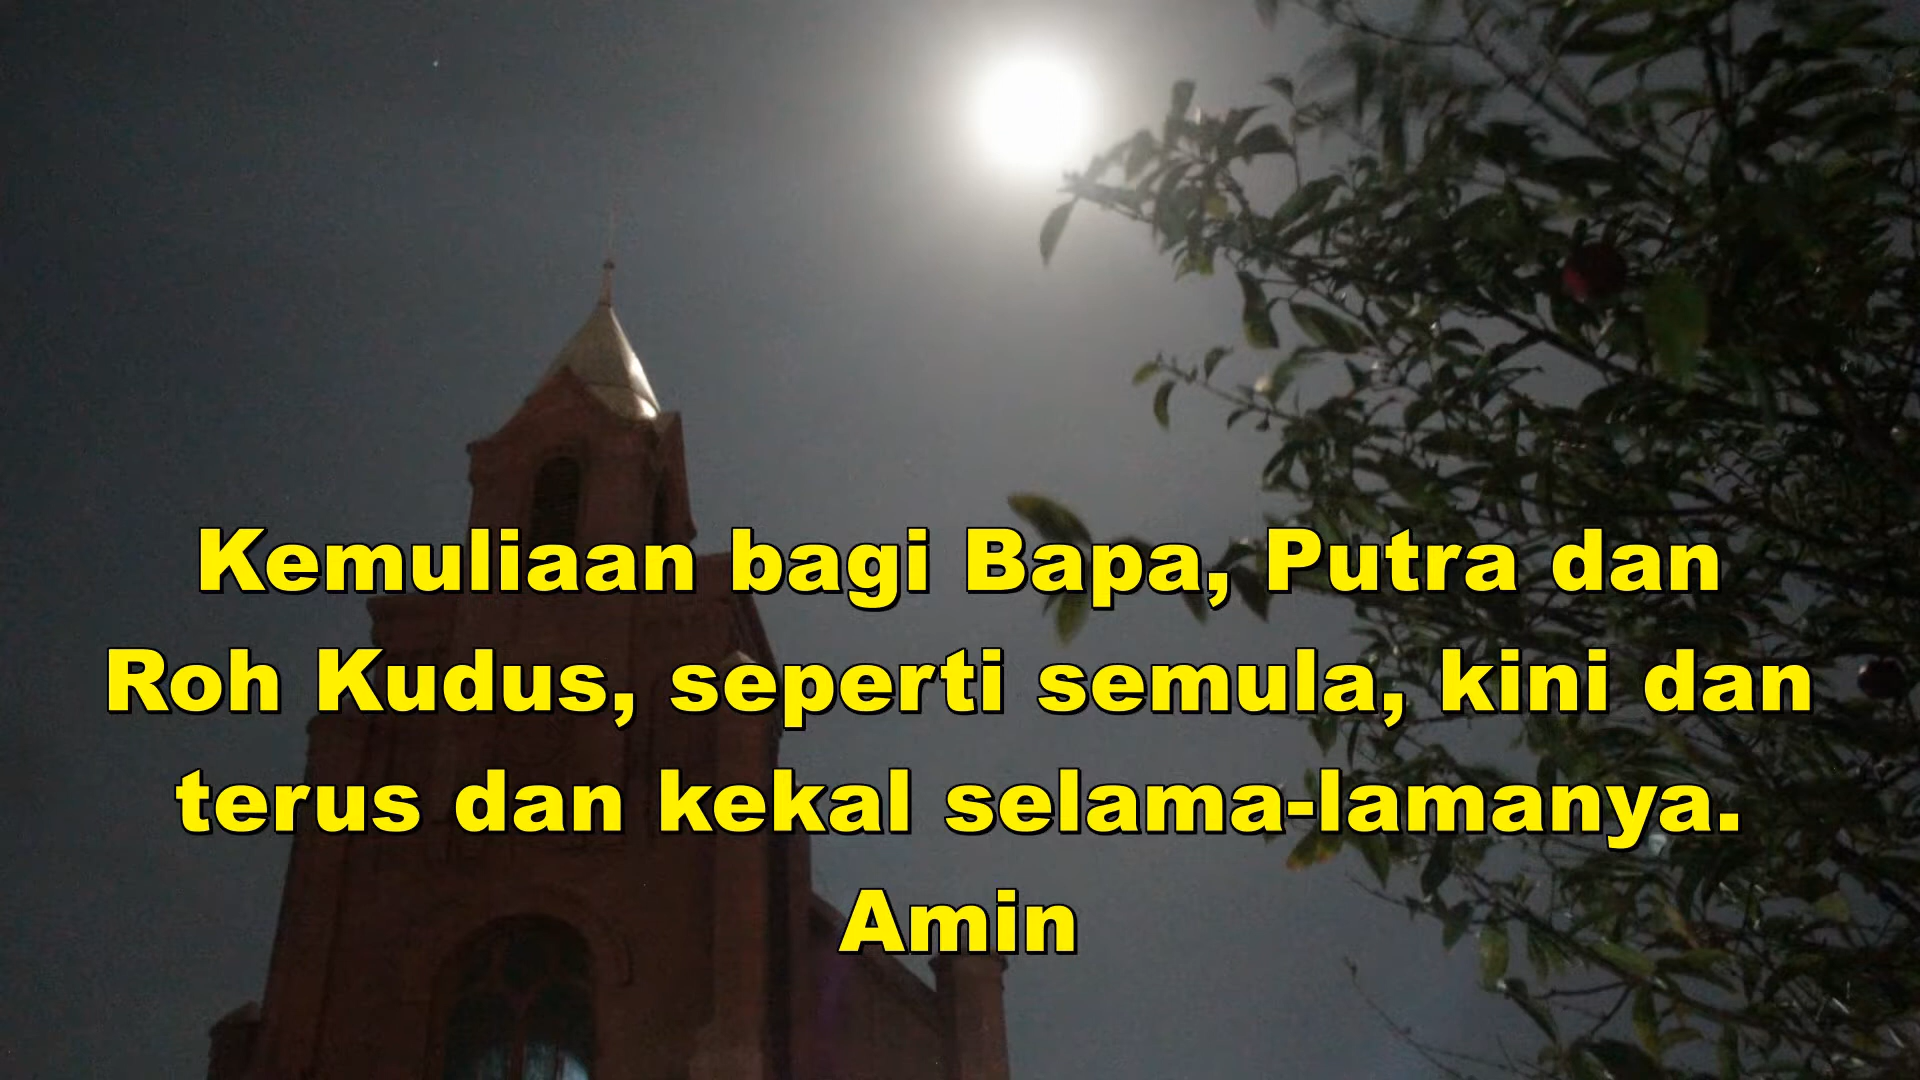 Kemuliaan bagi Bapa, Putra dan
Roh Kudus, seperti semula, kini dan
terus dan kekal selama-lamanya.
Amin